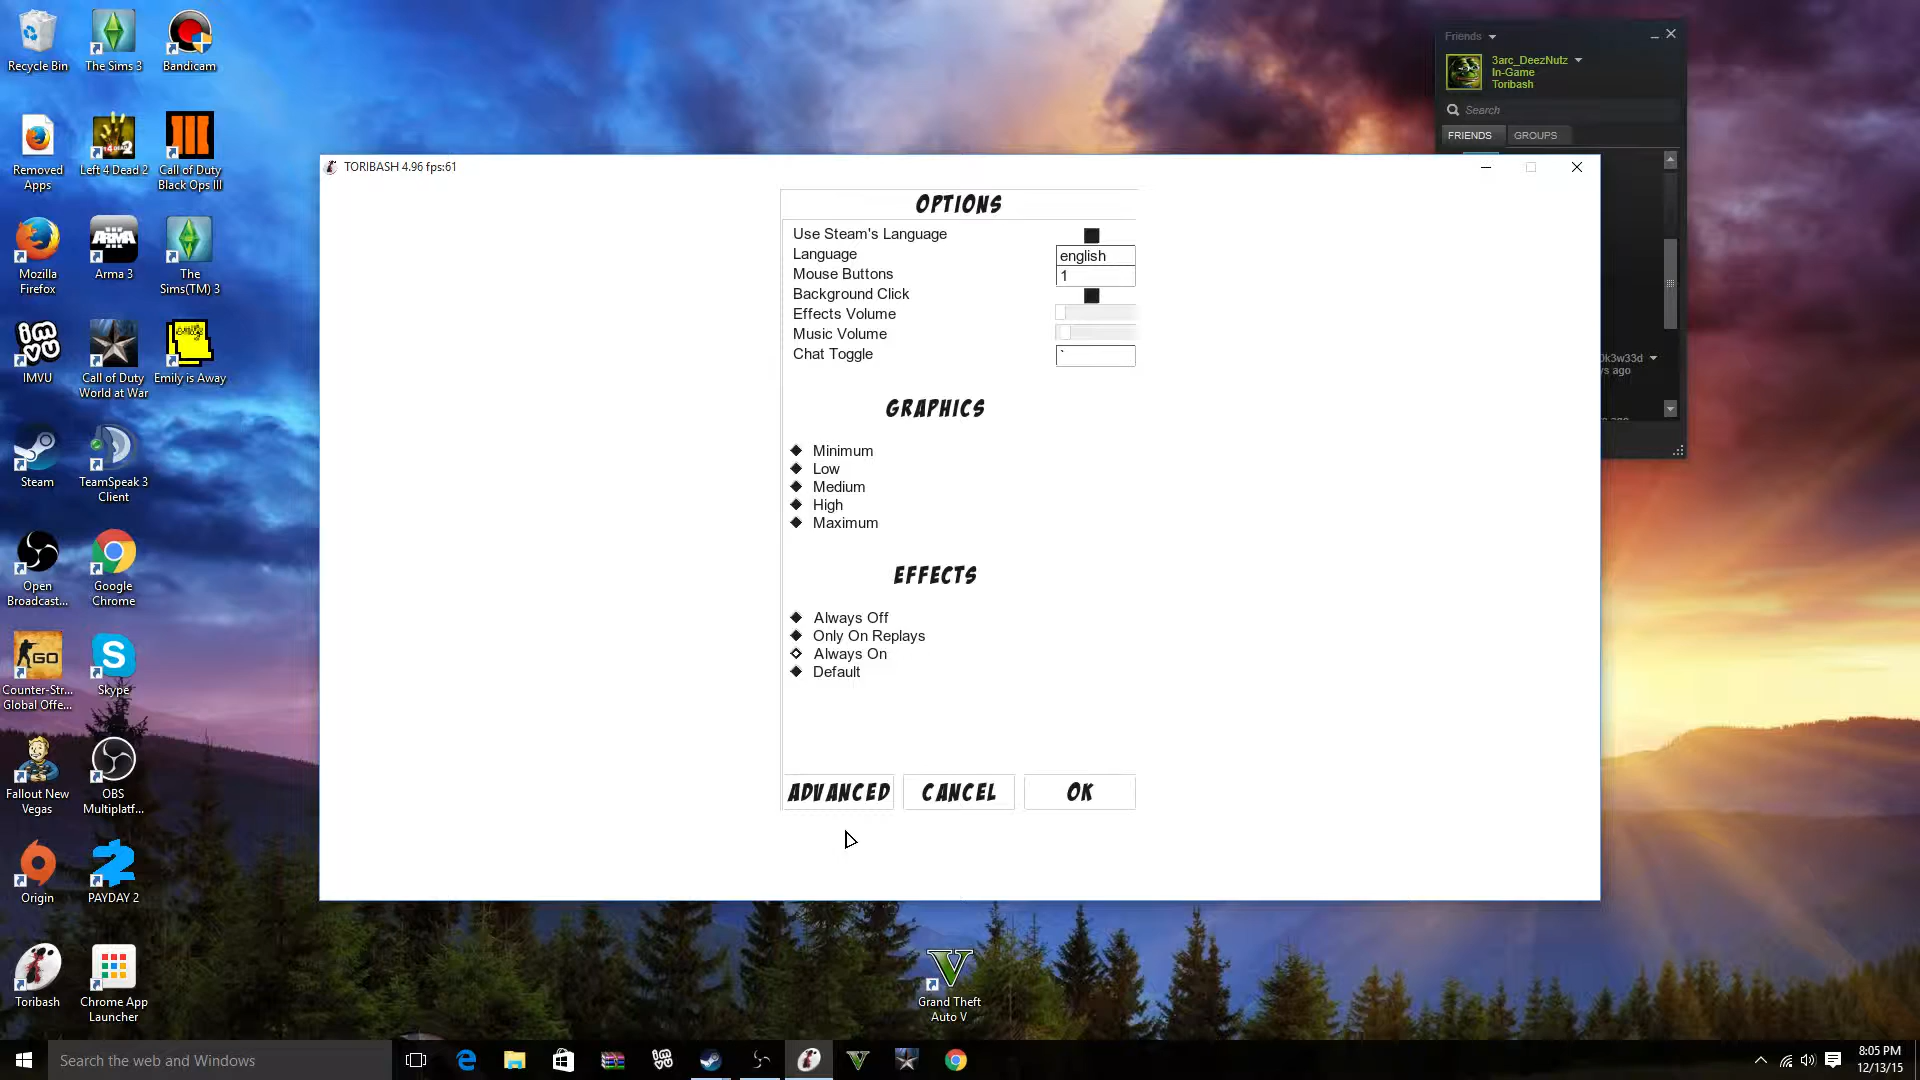 Recycle Bin
The Sims 3
Bandicam
Removed
Apps
Left 4 Dead 2
Call of Duty
Black Ops III
Mozilla
Firefox
Arma 3
The
Sims(TM) 3
IMVU
Call of Duty
World at War
Emily is Away
Steam
TeamSpeak 3
Client
Open
Broadcast...
Google
Chrome
Counter-Str...
Global Offe...
Skype
Fallout New
Vegas
OBS
Multiplatf...
Origin
PAYDAY 2
Toribash
Chrome App
Launcher
Grand Theft
Auto V
Friends
3arc_DeezNutz
In-Game
Toribash
Search
FRIENDS
GROUPS
0k3w33d
ys ago
TORIBASH 4.96 fps:61
OPTIONS
Use Steam's Language
Language
english
Mouse Buttons
1
Background Click
Effects Volume
Music Volume
Chat Toggle
`
GRAPHICS
Minimum
Low
Medium
High
Maximum
EFFECTS
Always Off
Only On Replays
Always On
Default
ADVANCED
CANCEL
OK
Search the web and Windows
8:05 PM
12/13/15